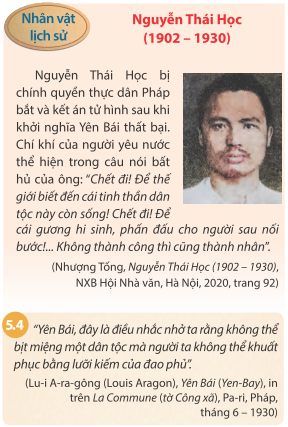 Nhân vật
lịch sử
Nguyễn Thái Học
(1902 – 1930)
Nguyễn Thái Học bị
chính quyền thực dân Pháp
bắt và kết án tử hình sau khi
khởi nghĩa Yên Bái thất bại.
Chí khí của người yêu nước
thể hiện trong câu nói bất
hủ của ông: “Chết đi! Để thế
giới biết đến cái tinh thần dân
tộc này còn sống! Chết đi! Để
cái gương hi sinh, phấn đấu cho người sau nối
bước!... Không thành công thì cũng thành nhân”.
(Nhượng Tống, Nguyễn Thái Học (1902 – 1930),
NXB Hội Nhà văn, Hà Nội, 2020, trang 92)
5.4
“Yên Bái, đây là điều nhắc nhở ta rằng không thể
bịt miệng một dân tộc mà người ta không thể khuất
phục bằng lưỡi kiếm của đao phủ”.
(Lu-i A-ra-gông (Louis Aragon), Yên Bái (Yen-Bay), in
trên La Commune (tờ Công xã), Pa-ri, Pháp,
tháng 6 – 1930)